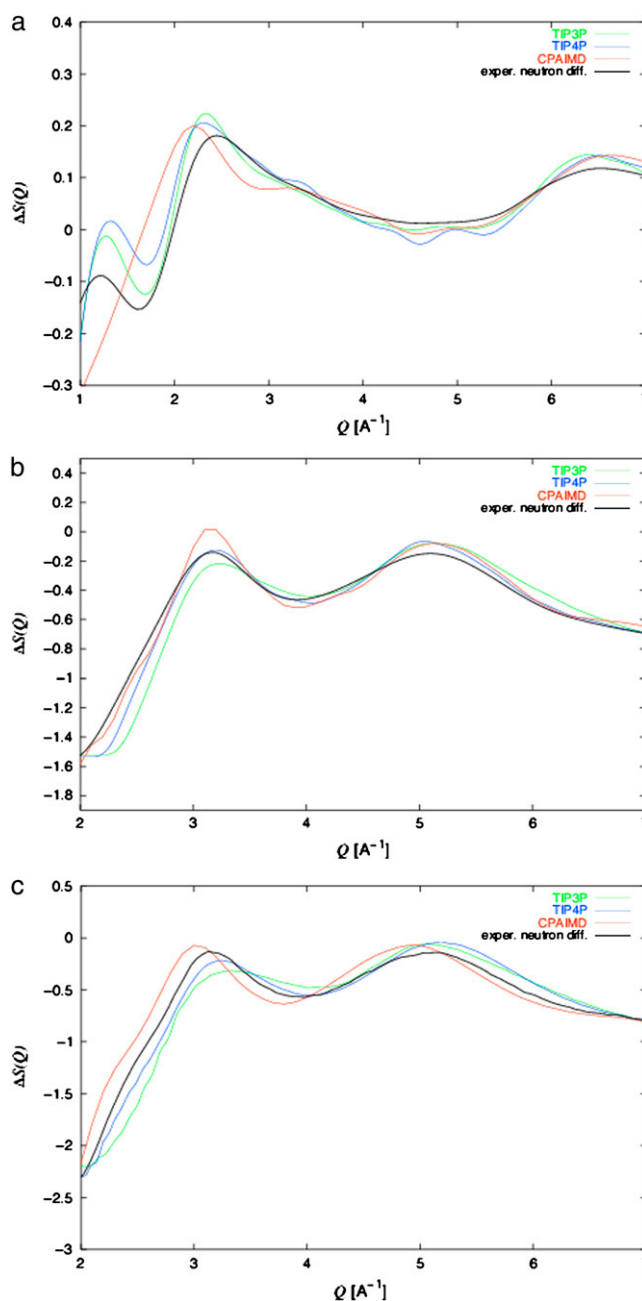 a
TIP3P
TIP4P
CPAIMD
exper. neutron diff.
0.4
0.3
0.2
0.1
0
−0.1
−0.2
−0.3
ΔS(Q)
1 2 3 4 5 6 7
Q [A⁻¹]
b
TIP3P
TIP4P
CPAIMD
exper. neutron diff.
0.4
0.2
0
−0.2
−0.4
−0.6
−0.8
−1
−1.2
−1.4
−1.6
−1.8
ΔS(Q)
2 3 4 5 6 7
Q [A⁻¹]
c
TIP3P
TIP4P
CPAIMD
exper. neutron diff.
0.5
0
−0.5
−1
−1.5
−2
−2.5
−3
ΔS(Q)
2 3 4 5 6 7
Q [A⁻¹]